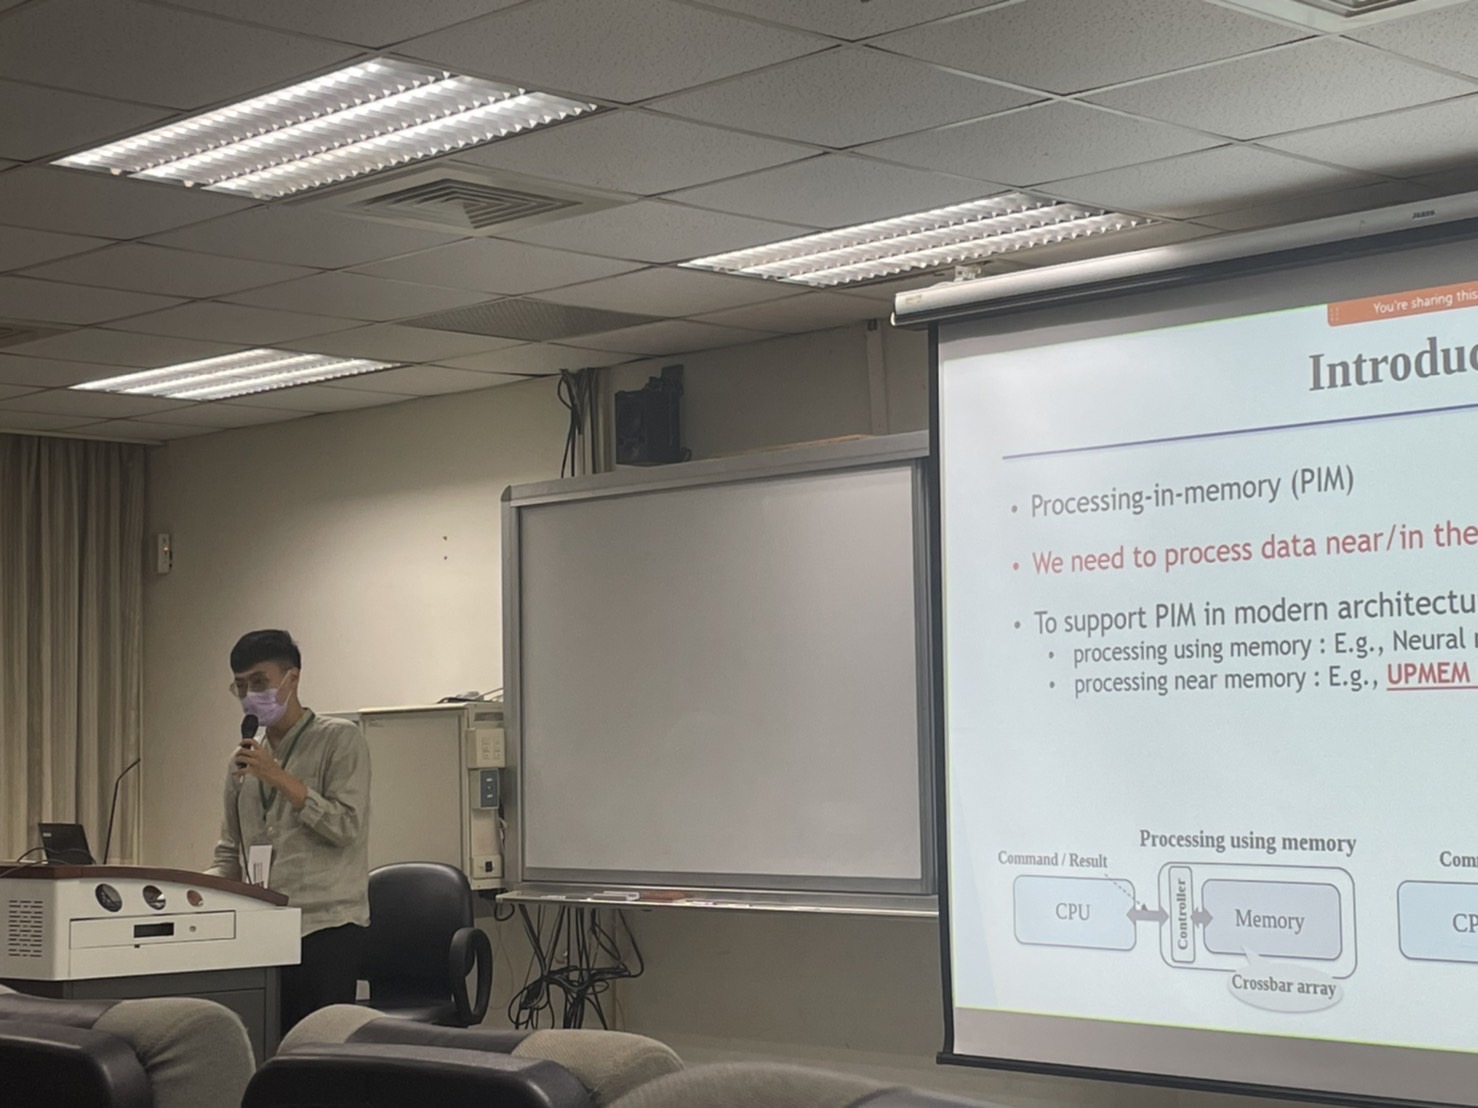 You're sharing this
Introduc
• Processing-in-memory (PIM)
• We need to process data near/in the
• To support PIM in modern architectu
• processing using memory : E.g., Neural
• processing near memory : E.g., UPMEM
Processing using memory
Command / Result
Com
CPU
Controller
Memory
CP
Crossbar array